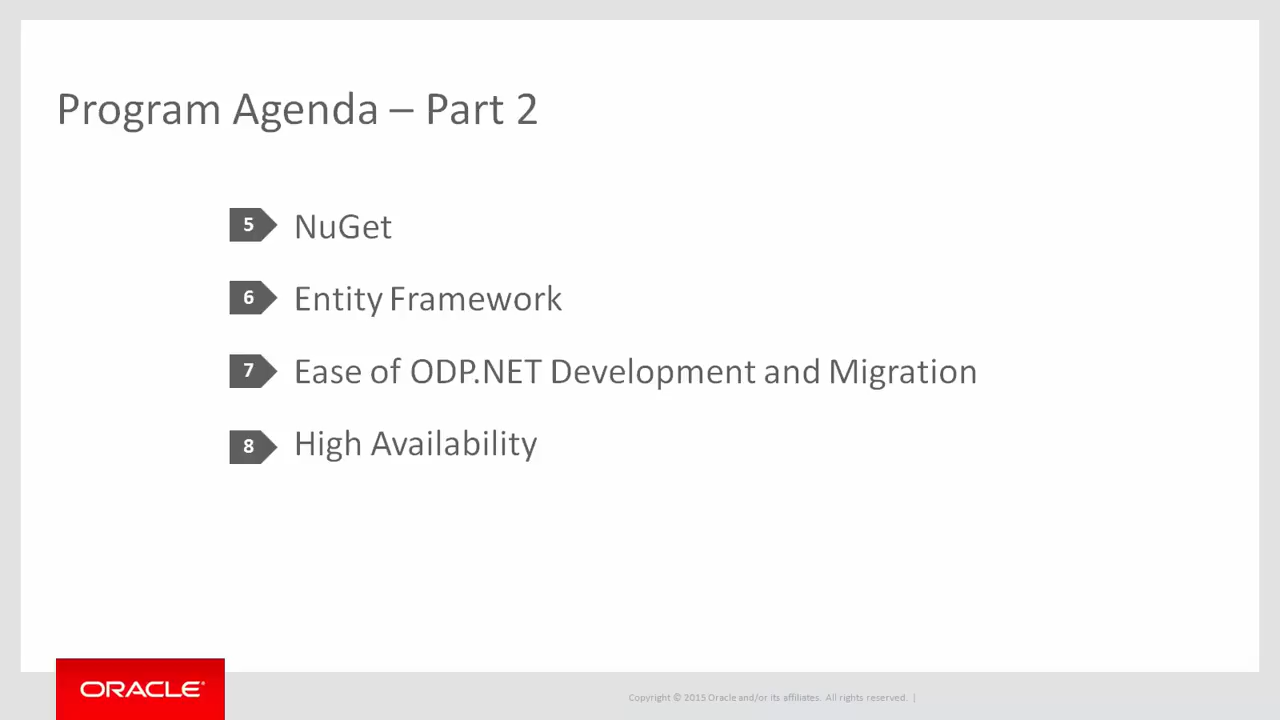 Program Agenda – Part 2
5 NuGet
6 Entity Framework
7 Ease of ODP.NET Development and Migration
8 High Availability
ORACLE®
Copyright © 2015 Oracle and/or its affiliates. All rights reserved. |